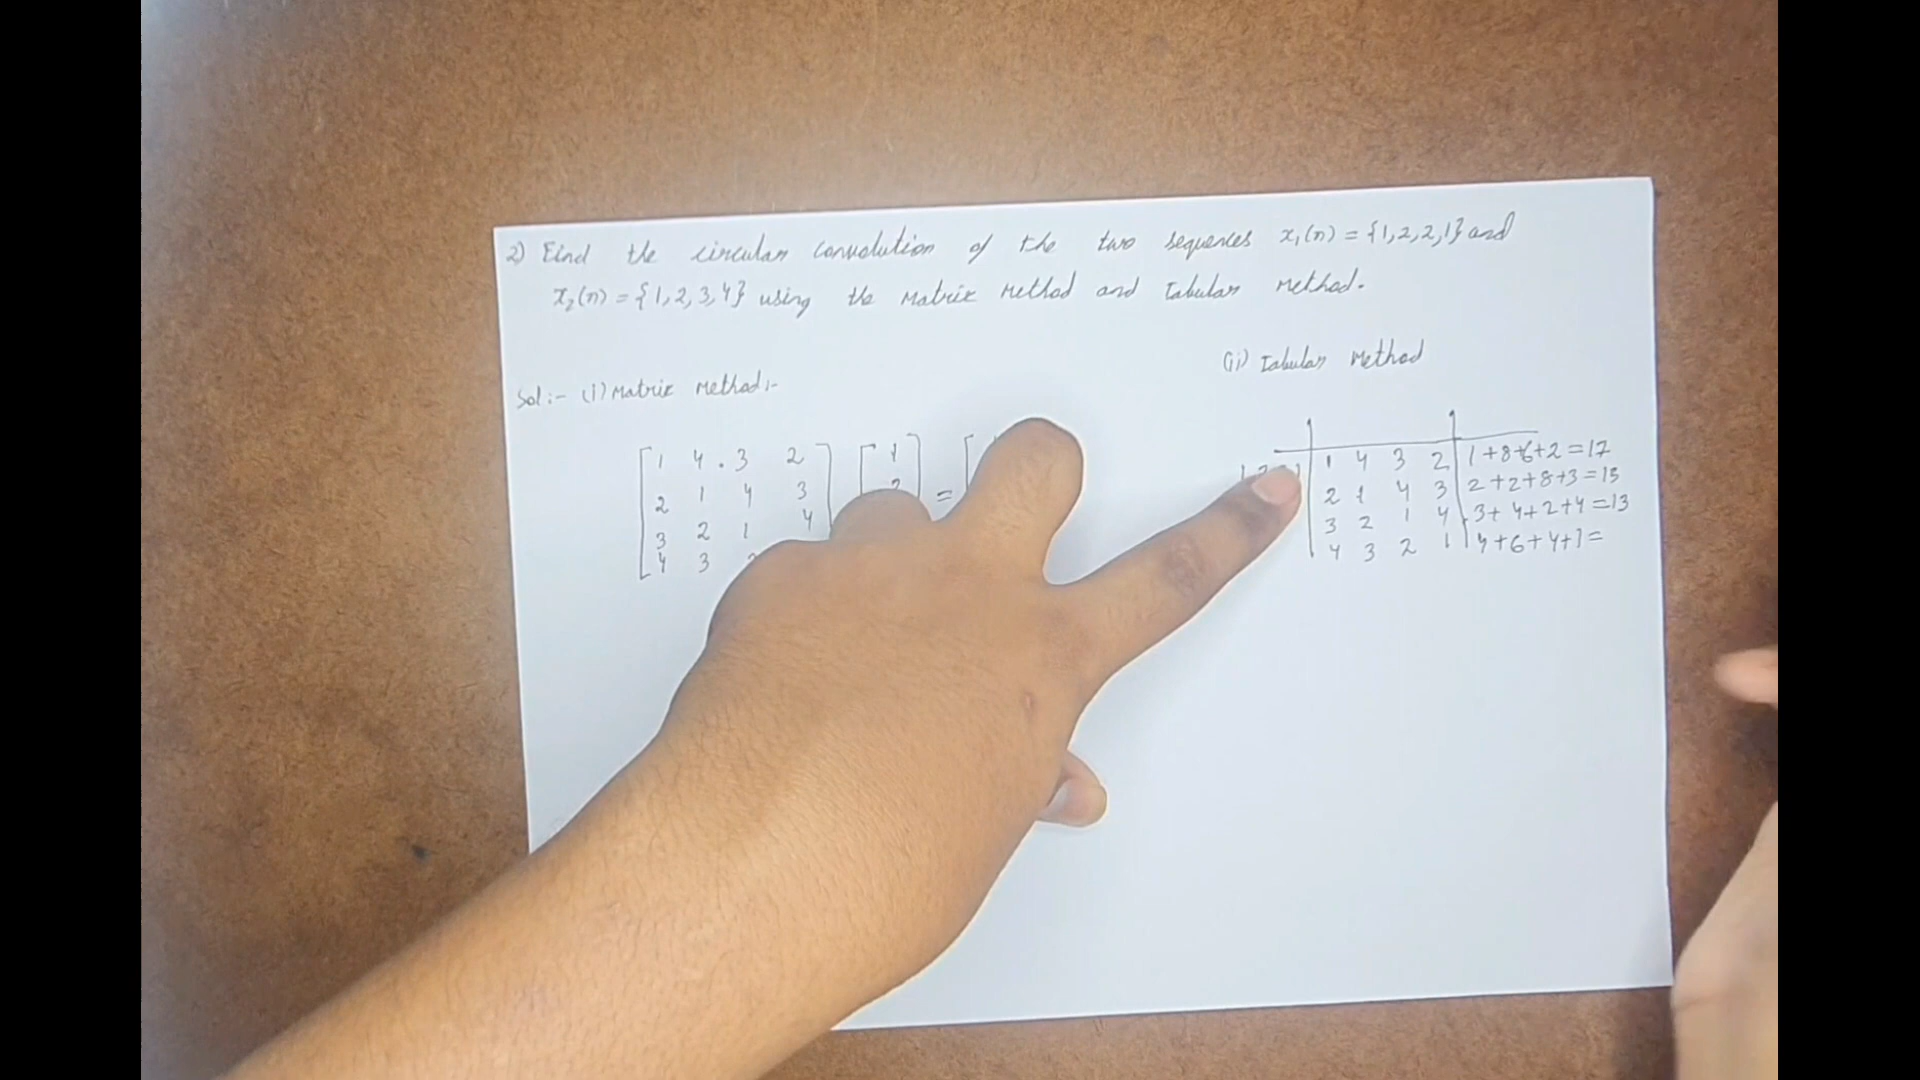 2) Find the circular convolution of the two sequences x₁(n) = {1,2,2,1} and
x₂(n) = {1,2,3,4} using the Matrix Method and Tabular Method.
Sol:- (i) Matrix Method:-
1 4 3 2 1 =
2 1 4 3 2
3 2 1 4
4 3
(ii) Tabular Method
1 4 3 2 1+8+6+2=17
2 1 4 3 2+2+8+3=15
3 2 1 4 3+4+2+4=13
4 3 2 1 4+6+4+1=